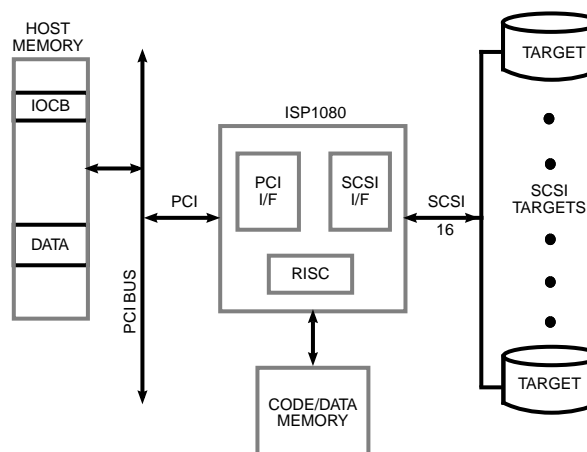 HOST
MEMORY
IOCB
DATA
PCI BUS
PCI
ISP1080
PCI
I/F
SCSI
I/F
RISC
CODE/DATA
MEMORY
SCSI
16
TARGET
SCSI
TARGETS
TARGET